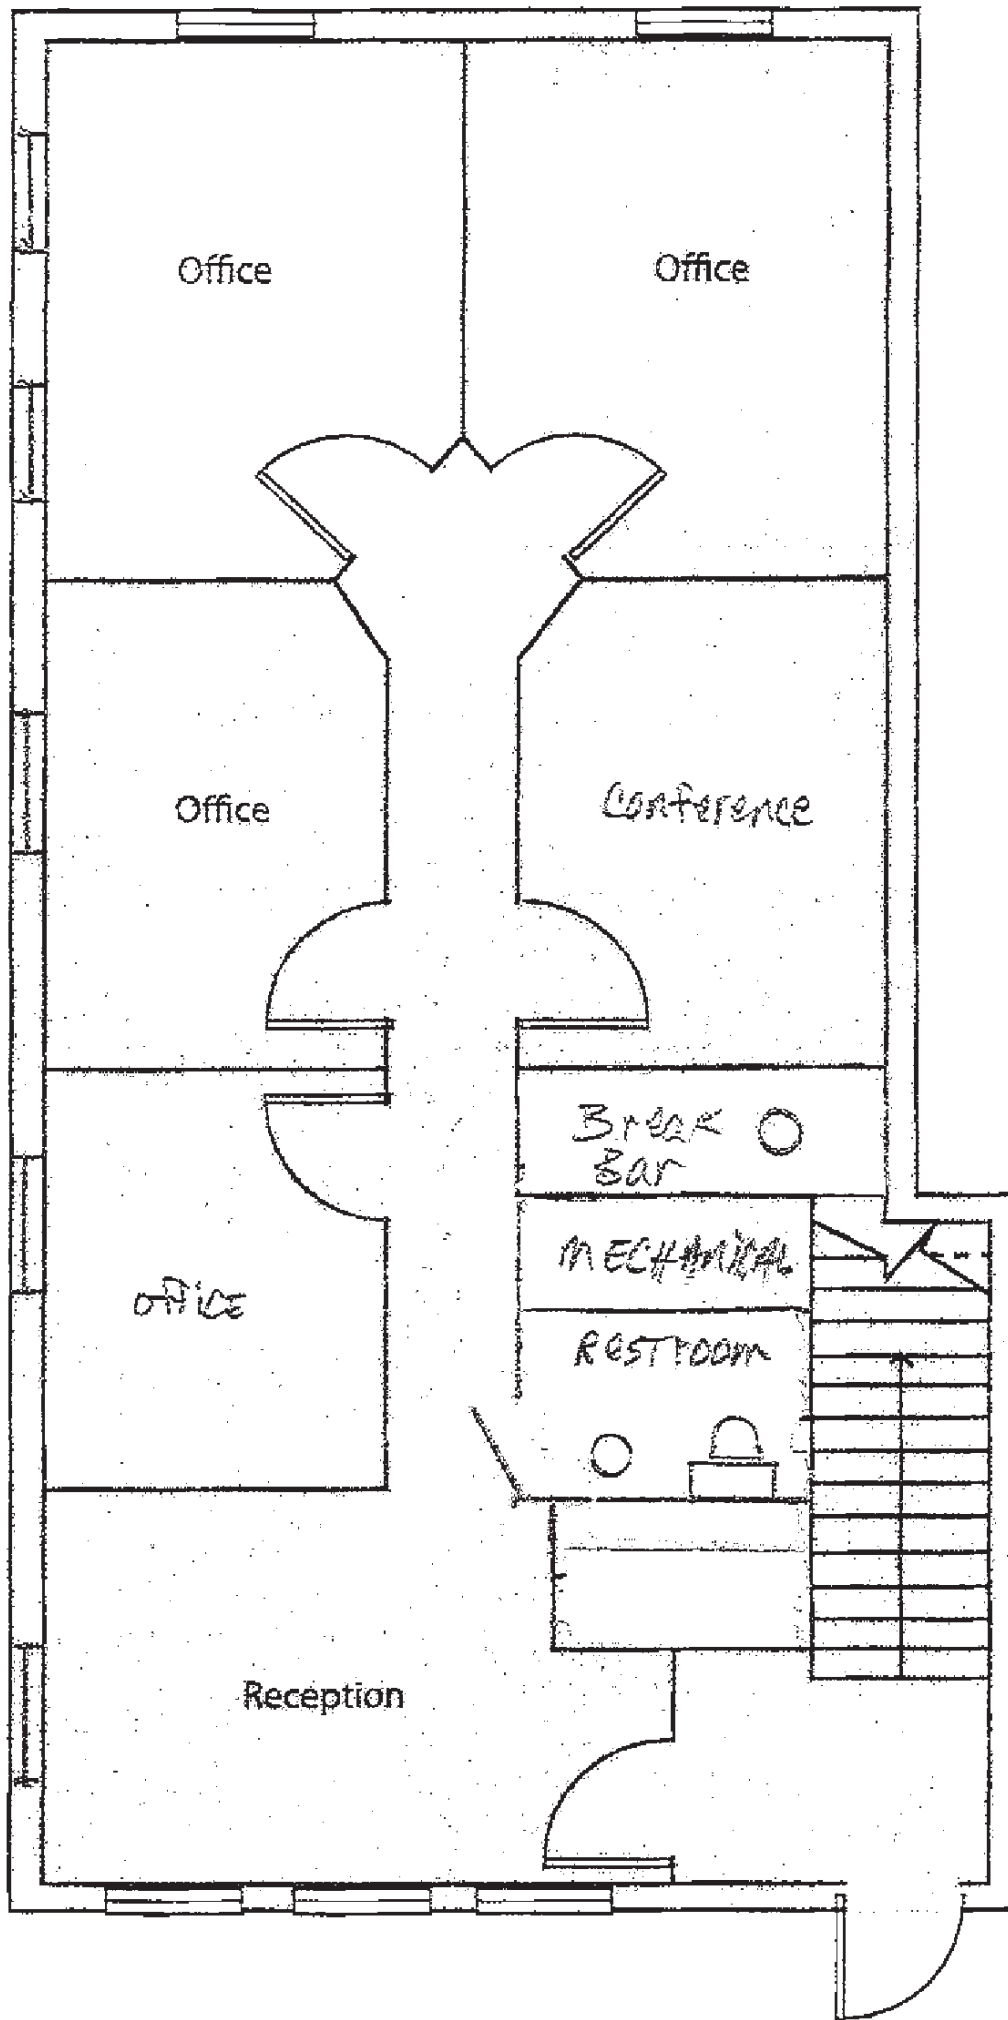 Office
Office
Office
Conference
Break
Bar
MECHANICAL
OFFICE
RESTROOM
Reception